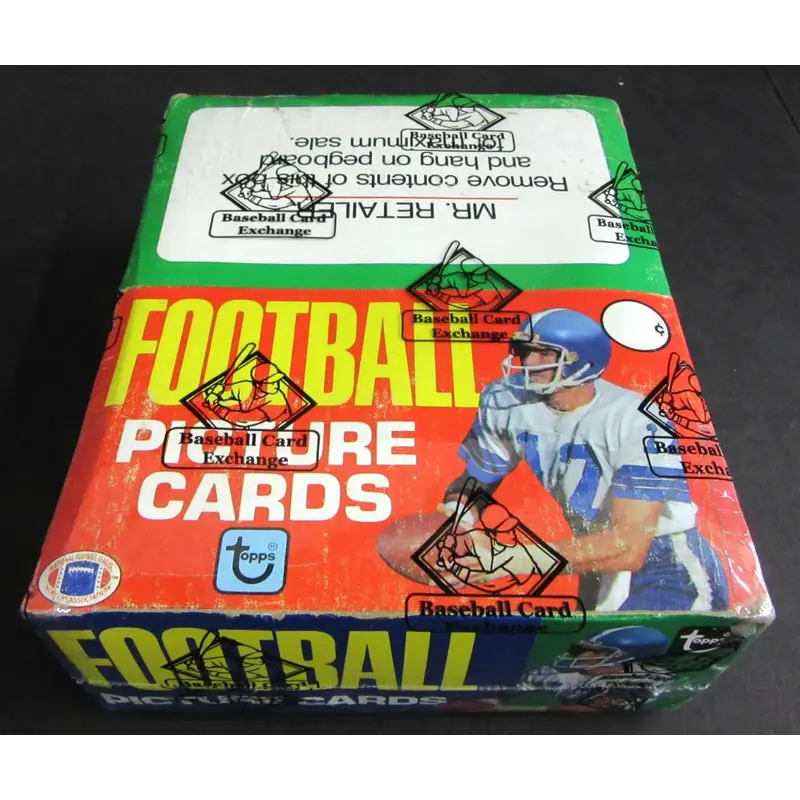 MR. RETAILER
Remove contents of this box
and hang on pegboard
for maximum sale.
Baseball Card
Exchange
Baseball Card
Exchange
Baseball Card
Exchange
FOOTBALL
¢
PICTURE
CARDS
Baseball Card
Exchange
topps®
Baseball Card
Exchange
FOOTBALL
PICTURE CARDS
topps